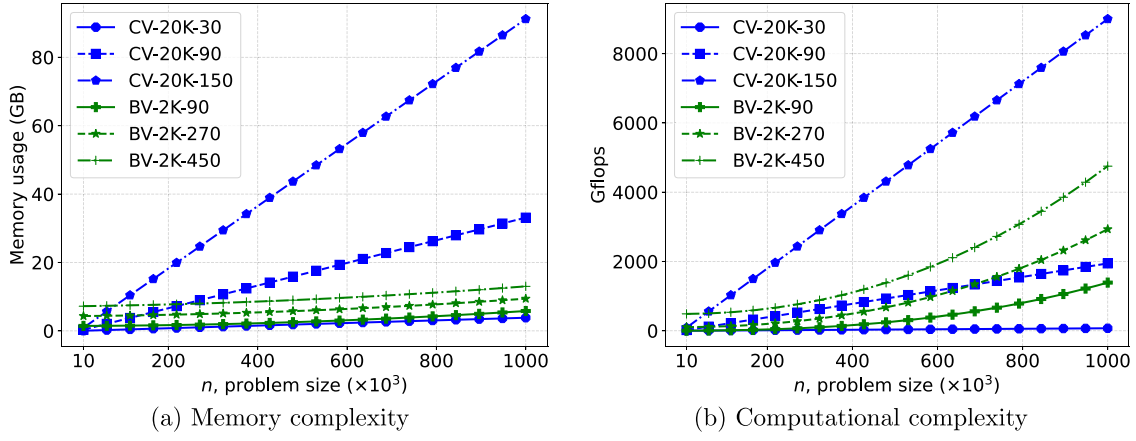 CV-20K-30
CV-20K-90
CV-20K-150
BV-2K-90
BV-2K-270
BV-2K-450
Memory usage (GB)
80
60
40
20
0
10 200 400 600 800 1000
n, problem size (×10³)
(a) Memory complexity
CV-20K-30
CV-20K-90
CV-20K-150
BV-2K-90
BV-2K-270
BV-2K-450
Gflops
8000
6000
4000
2000
0
10 200 400 600 800 1000
n, problem size (×10³)
(b) Computational complexity